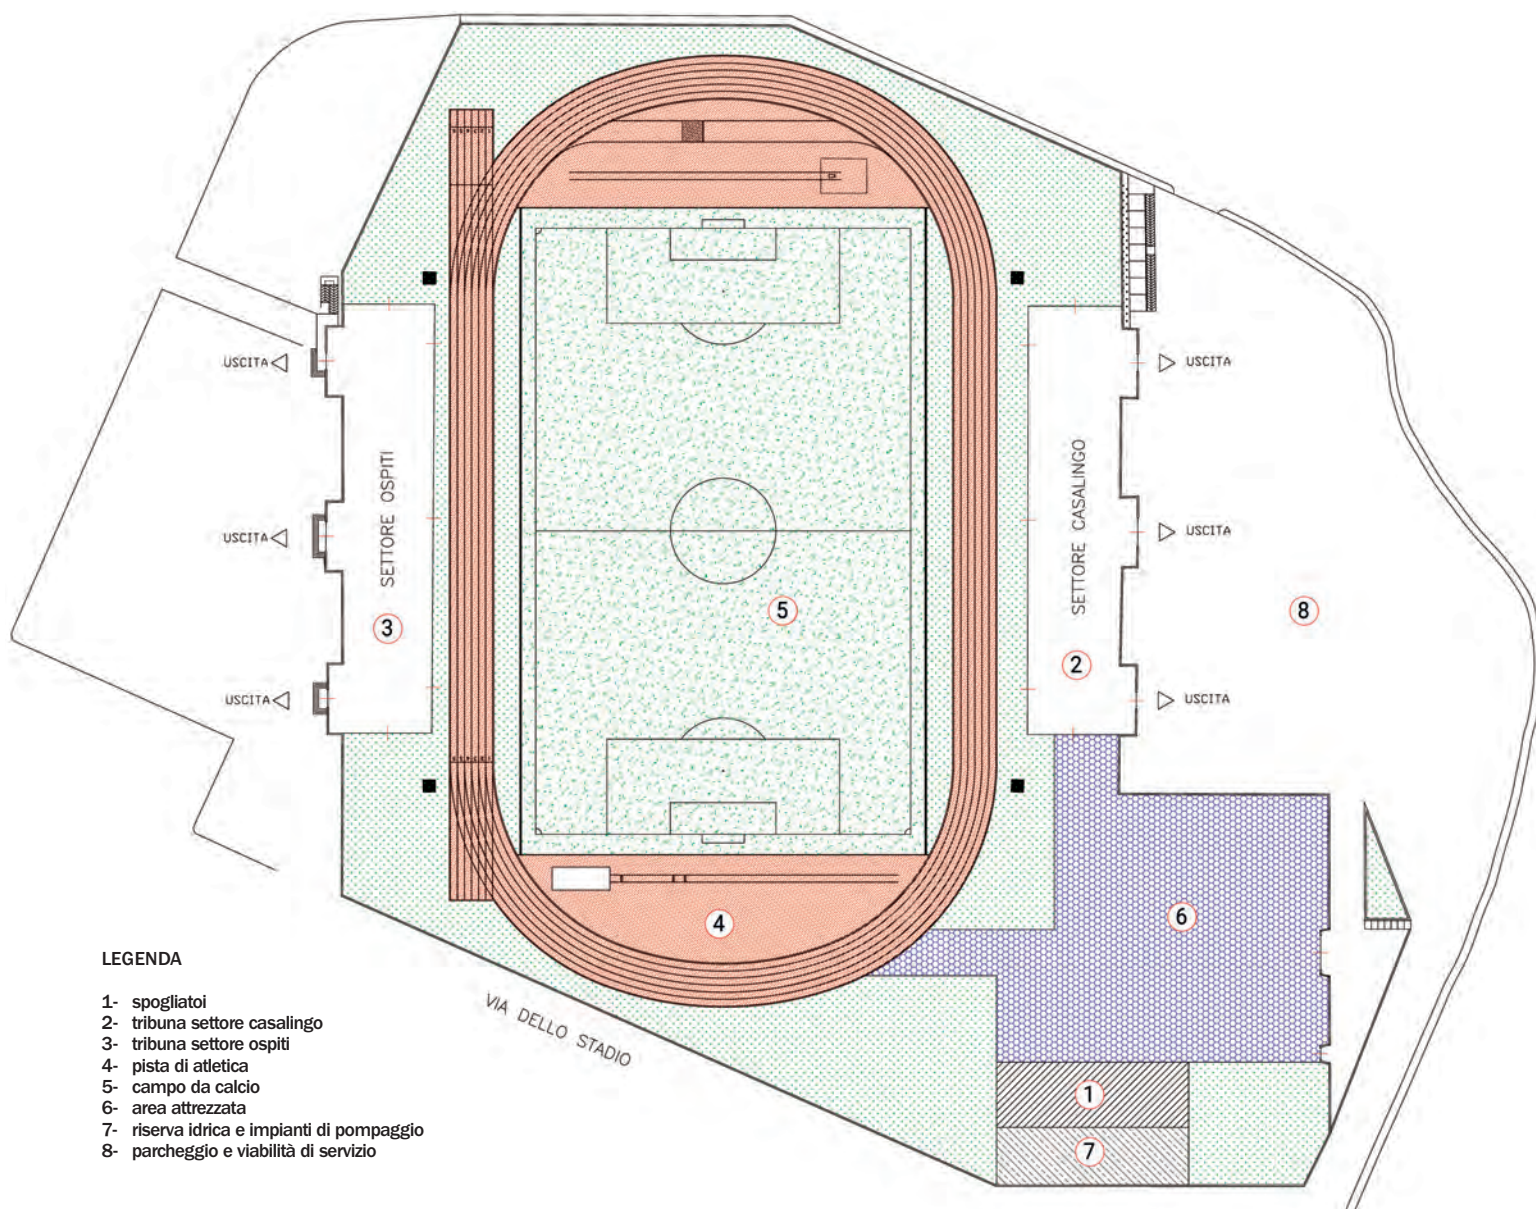 USCITA
USCITA
USCITA
USCITA
SETTORE OSPITI
SETTORE CASALINGO
5
8
3
2
USCITA
USCITA
6
4
LEGENDA
1- spogliatoi
2- tribuna settore casalingo
3- tribuna settore ospiti
4- pista di atletica
5- campo da calcio
6- area attrezzata
7- riserva idrica e impianti di pompaggio
8- parcheggio e viabilità di servizio
VIA DELLO STADIO
1
7